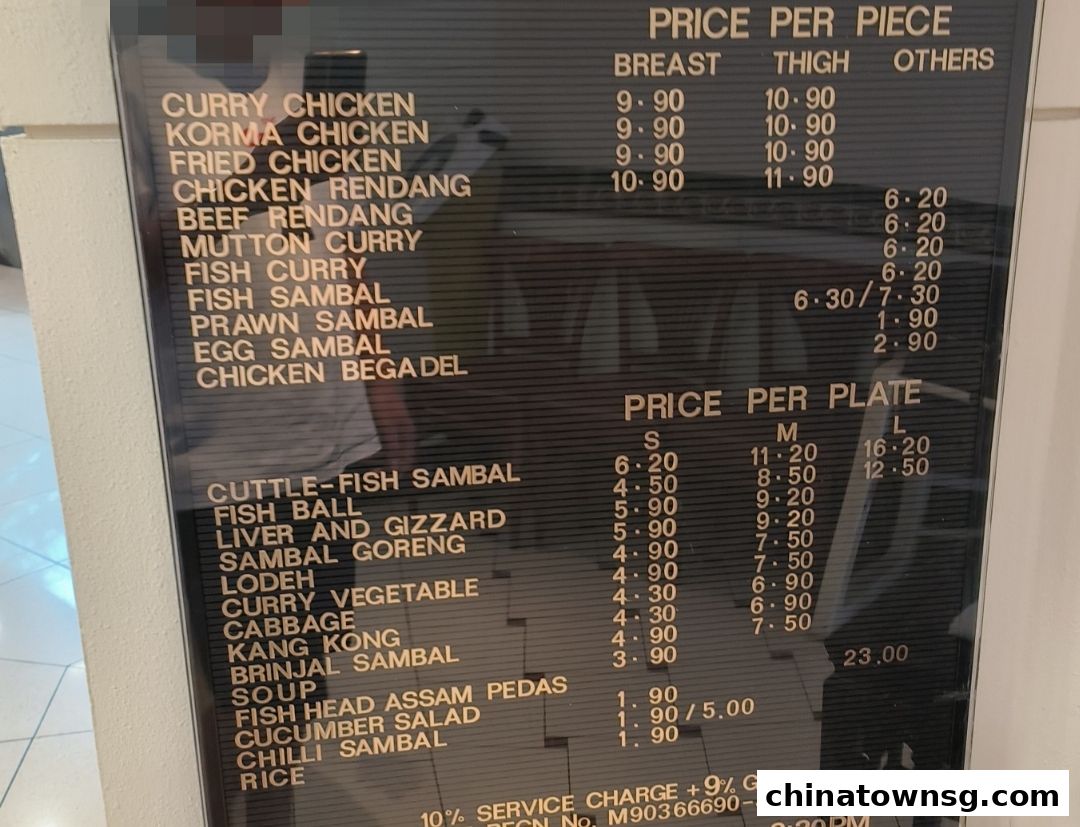 PRICE PER PIECE
BREAST THIGH OTHERS
CURRY CHICKEN 9.90 10.90
KORMA CHICKEN 9.90 10.90
FRIED CHICKEN 9.90 10.90
CHICKEN RENDANG 10.90 11.90
BEEF RENDANG 6.20
MUTTON CURRY 6.20
FISH CURRY 6.20
FISH SAMBAL 6.20
PRAWN SAMBAL 6.30/7.30
EGG SAMBAL 1.90
CHICKEN BEGADEL 2.90
PRICE PER PLATE
S M L
CUTTLE-FISH SAMBAL 6.20 11.20 16.20
FISH BALL 4.50 8.50 12.50
LIVER AND GIZZARD 5.90 9.20
SAMBAL GORENG 5.90 9.20
LODEH 4.90 7.50
CURRY VEGETABLE 4.90 7.50
CABBAGE 4.30 6.90
KANG KONG 4.30 6.90
BRINJAL SAMBAL 4.90 7.50
SOUP 3.90
FISH HEAD ASSAM PEDAS 23.00
CUCUMBER SALAD 1.90
CHILLI SAMBAL 1.90/5.00
RICE 1.90
10% SERVICE CHARGE + 9% G
REGN No. M90366690-
chinatownsg.com